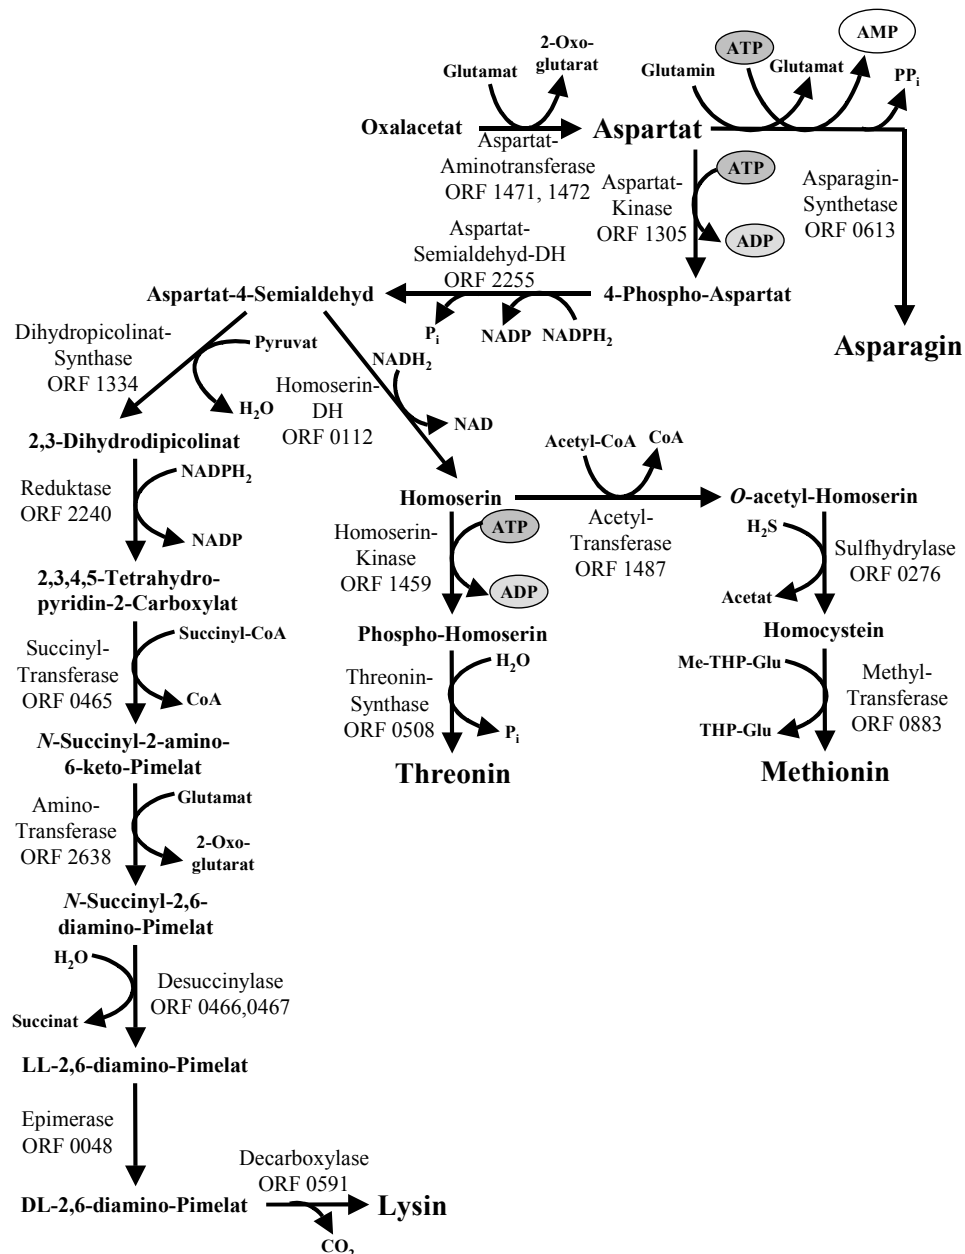 2-Oxo-
glutarat
Glutamat
Glutamin
ATP
Glutamat
AMP
PPi
Oxalacetat
Aspartat
Aspartat-
Aminotransferase
ORF 1471, 1472
Aspartat-
Kinase
ORF 1305
ATP
ADP
Asparagin-
Synthetase
ORF 0613
Aspartat-
Semialdehyd-DH
ORF 2255
Aspartat-4-Semialdehyd
4-Phospho-Aspartat
Pi
NADP
NADPH2
Asparagin
Dihydropicolinat-
Synthase
ORF 1334
Pyruvat
H2O
NADH2
Homoserin-
DH
ORF 0112
NAD
2,3-Dihydrodipicolinat
Acetyl-CoA
CoA
Reduktase
ORF 2240
NADPH2
NADP
Homoserin
O-acetyl-Homoserin
Homoserin-
Kinase
ORF 1459
ATP
ADP
Acetyl-
Transferase
ORF 1487
H2S
Acetat
Sulfhydrylase
ORF 0276
2,3,4,5-Tetrahydro-
pyridin-2-Carboxylat
Phospho-Homoserin
Homocystein
Succinyl-
Transferase
ORF 0465
Succinyl-CoA
CoA
Threonin-
Synthase
ORF 0508
H2O
Pi
Me-THP-Glu
THP-Glu
Methyl-
Transferase
ORF 0883
N-Succinyl-2-amino-
6-keto-Pimelat
Threonin
Methionin
Amino-
Transferase
ORF 2638
Glutamat
2-Oxo-
glutarat
N-Succinyl-2,6-
diamino-Pimelat
H2O
Succinat
Desuccinylase
ORF 0466,0467
LL-2,6-diamino-Pimelat
Epimerase
ORF 0048
Decarboxylase
ORF 0591
DL-2,6-diamino-Pimelat
Lysin
CO2